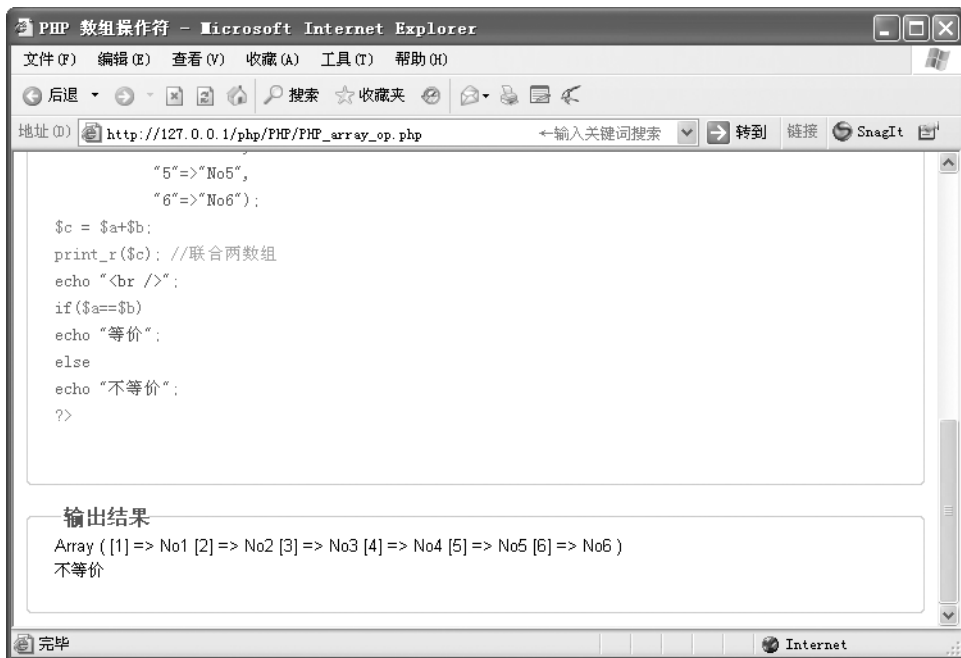 PHP 数组操作符 - Microsoft Internet Explorer
文件(F) 编辑(E) 查看(V) 收藏(A) 工具(T) 帮助(H)
后退 搜索 收藏夹
地址(D) http://127.0.0.1/php/PHP/PHP_array_op.php ←输入关键词搜索 转到 链接 SnagIt
"5"=>"No5",
"6"=>"No6");
$c = $a+$b;
print_r($c); //联合两数组
echo "<br />";
if($a==$b)
echo "等价";
else
echo "不等价";
?>
输出结果
Array ( [1] => No1 [2] => No2 [3] => No3 [4] => No4 [5] => No5 [6] => No6 )
不等价
完毕 Internet